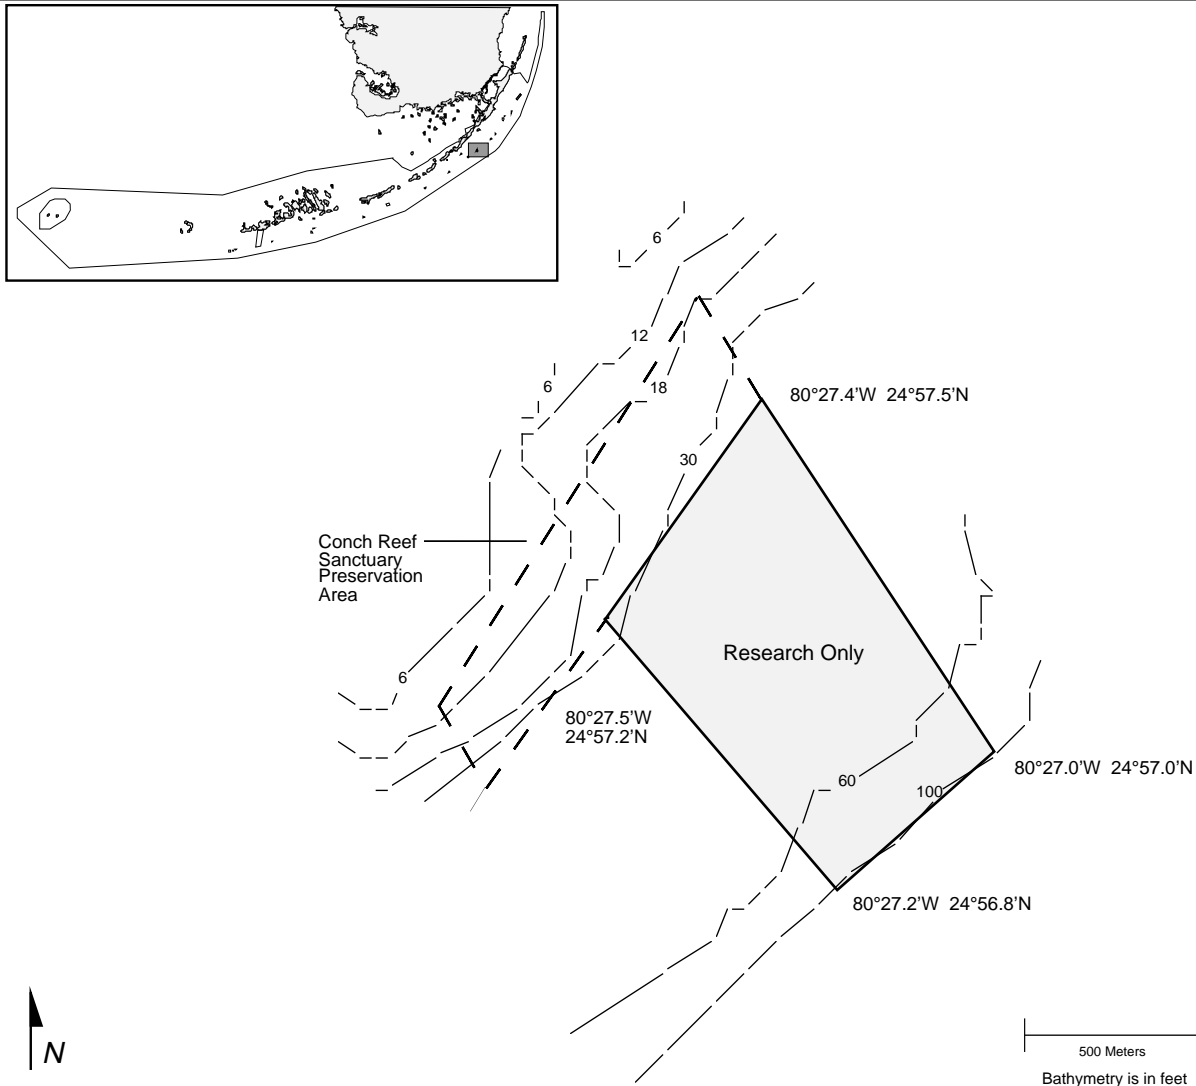 6
12
6
18
80°27.4’W 24°57.5’N
30
Conch Reef
Sanctuary
Preservation
Area
Research Only
6
80°27.5’W
24°57.2’N
80°27.0’W 24°57.0’N
60
100
80°27.2’W 24°56.8’N
N
500 Meters
Bathymetry is in feet